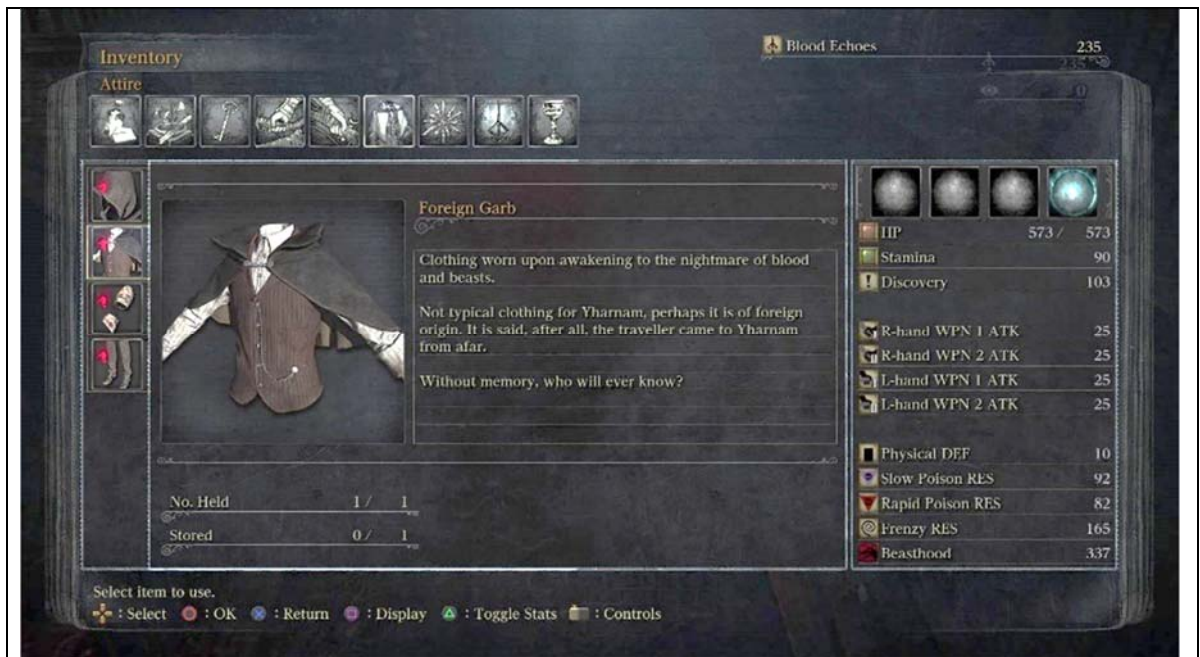 Inventory
Attire
Blood Echoes 235
235
0
Foreign Garb
Clothing worn upon awakening to the nightmare of blood
and beasts.
Not typical clothing for Yharnam, perhaps it is of foreign
origin. It is said, after all, the traveller came to Yharnam
from afar.
Without memory, who will ever know?
No. Held 1 / 1
Stored 0 / 1
HP 573 / 573
Stamina 90
Discovery 103
R-hand WPN 1 ATK 25
R-hand WPN 2 ATK 25
L-hand WPN 1 ATK 25
L-hand WPN 2 ATK 25
Physical DEF 10
Slow Poison RES 92
Rapid Poison RES 82
Frenzy RES 165
Beasthood 337
Select item to use.
: Select : OK : Return : Display : Toggle Stats : Controls